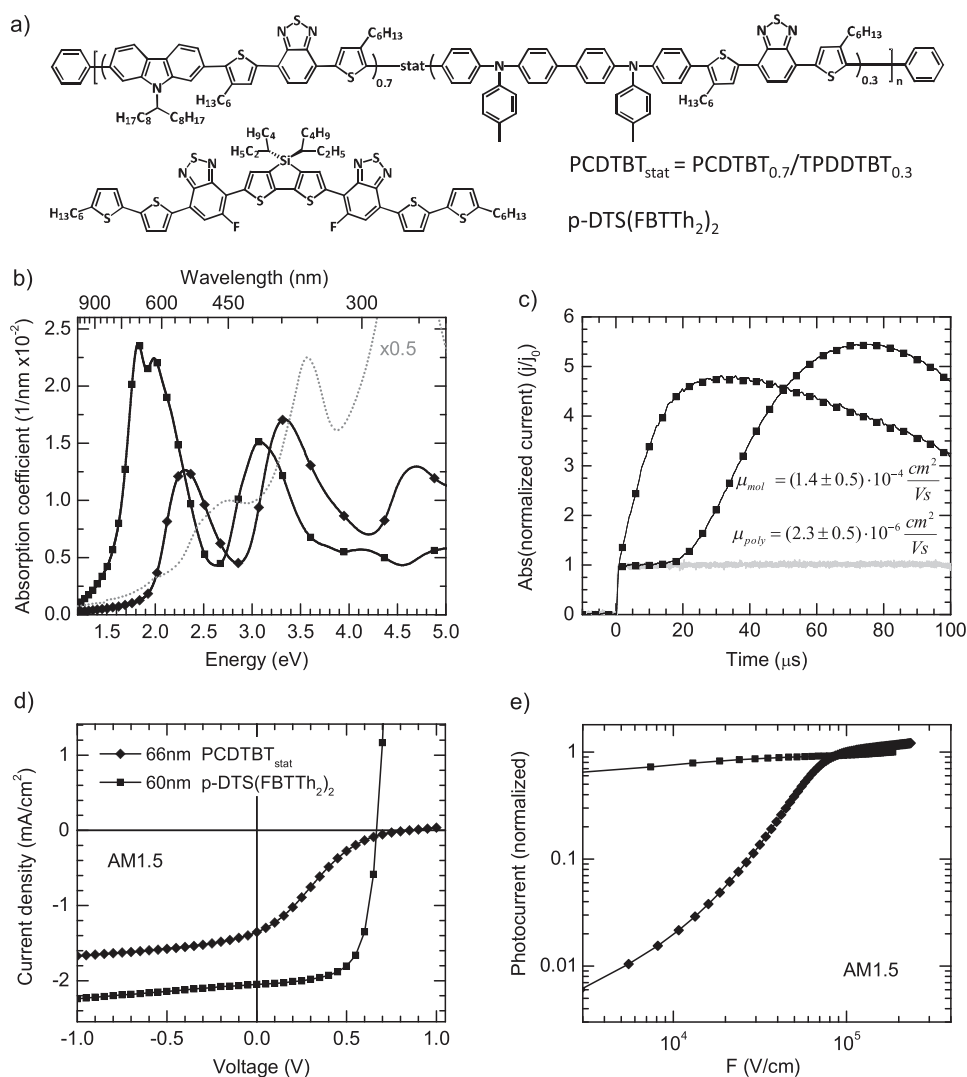 a)
C₆H₁₃
C₆H₁₃
N S N
N S N
S S
0.7
stat
N N
S S
0.3
n
N
H₁₃C₆
H₁₃C₆
H₁₇C₈ C₈H₁₇
H₉C₄ C₄H₉
H₅C₂ C₂H₅
Si
N S N
N S N
H₁₃C₆ S S S S S S C₆H₁₃
F F
PCDTBTstat = PCDTBT₀.₇/TPDDTBT₀.₃
p-DTS(FBTTh₂)₂
b)
Wavelength (nm)
900 600 450 300
Absorption coefficient (1/nm x10⁻²)
2.5
2.0
1.5
1.0
0.5
0.0
x0.5
1.5 2.0 2.5 3.0 3.5 4.0 4.5 5.0
Energy (eV)
c)
Abs(normalized current) (j/j₀)
6
5
4
3
2
1
0
μmol = (1.4 ± 0.5) · 10⁻⁴ cm²/Vs
μpoly = (2.3 ± 0.5) · 10⁻⁶ cm²/Vs
0 20 40 60 80 100
Time (μs)
d)
Current density (mA/cm²)
1
0
-1
-2
66nm PCDTBTstat
60nm p-DTS(FBTTh₂)₂
AM1.5
-1.0 -0.5 0.0 0.5 1.0
Voltage (V)
e)
Photocurrent (normalized)
1
0.1
0.01
AM1.5
10⁴ 10⁵
F (V/cm)